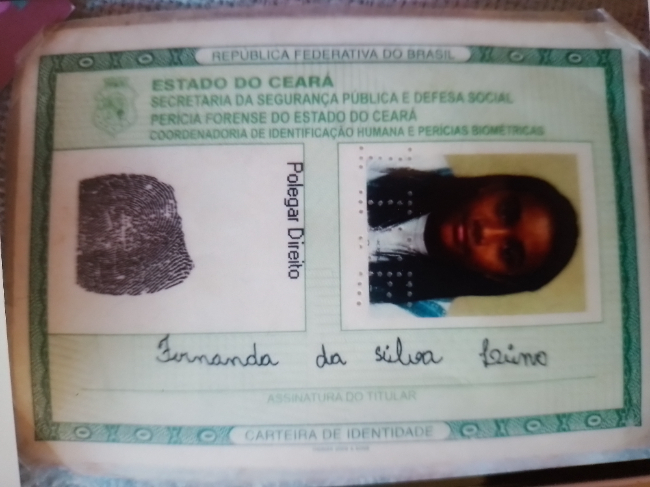 REPÚBLICA FEDERATIVA DO BRASIL
ESTADO DO CEARÁ
SECRETARIA DA SEGURANÇA PÚBLICA E DEFESA SOCIAL
PERÍCIA FORENSE DO ESTADO DO CEARÁ
COORDENADORIA DE IDENTIFICAÇÃO HUMANA E PERÍCIAS BIOMÉTRICAS
Polegar Direito
Fernanda da silva
ASSINATURA DO TITULAR
CARTEIRA DE IDENTIDADE